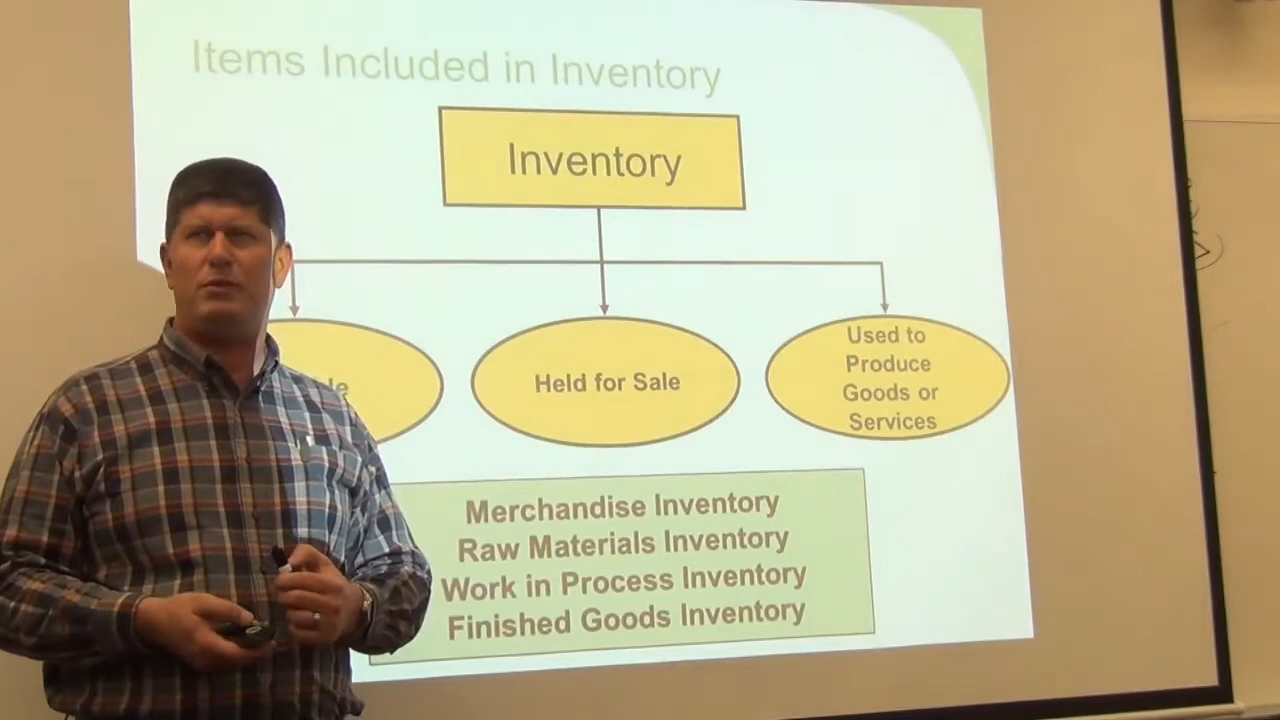 Items Included in Inventory
Inventory
Held for Sale
Used to
Produce
Goods or
Services
Merchandise Inventory
Raw Materials Inventory
Work in Process Inventory
Finished Goods Inventory